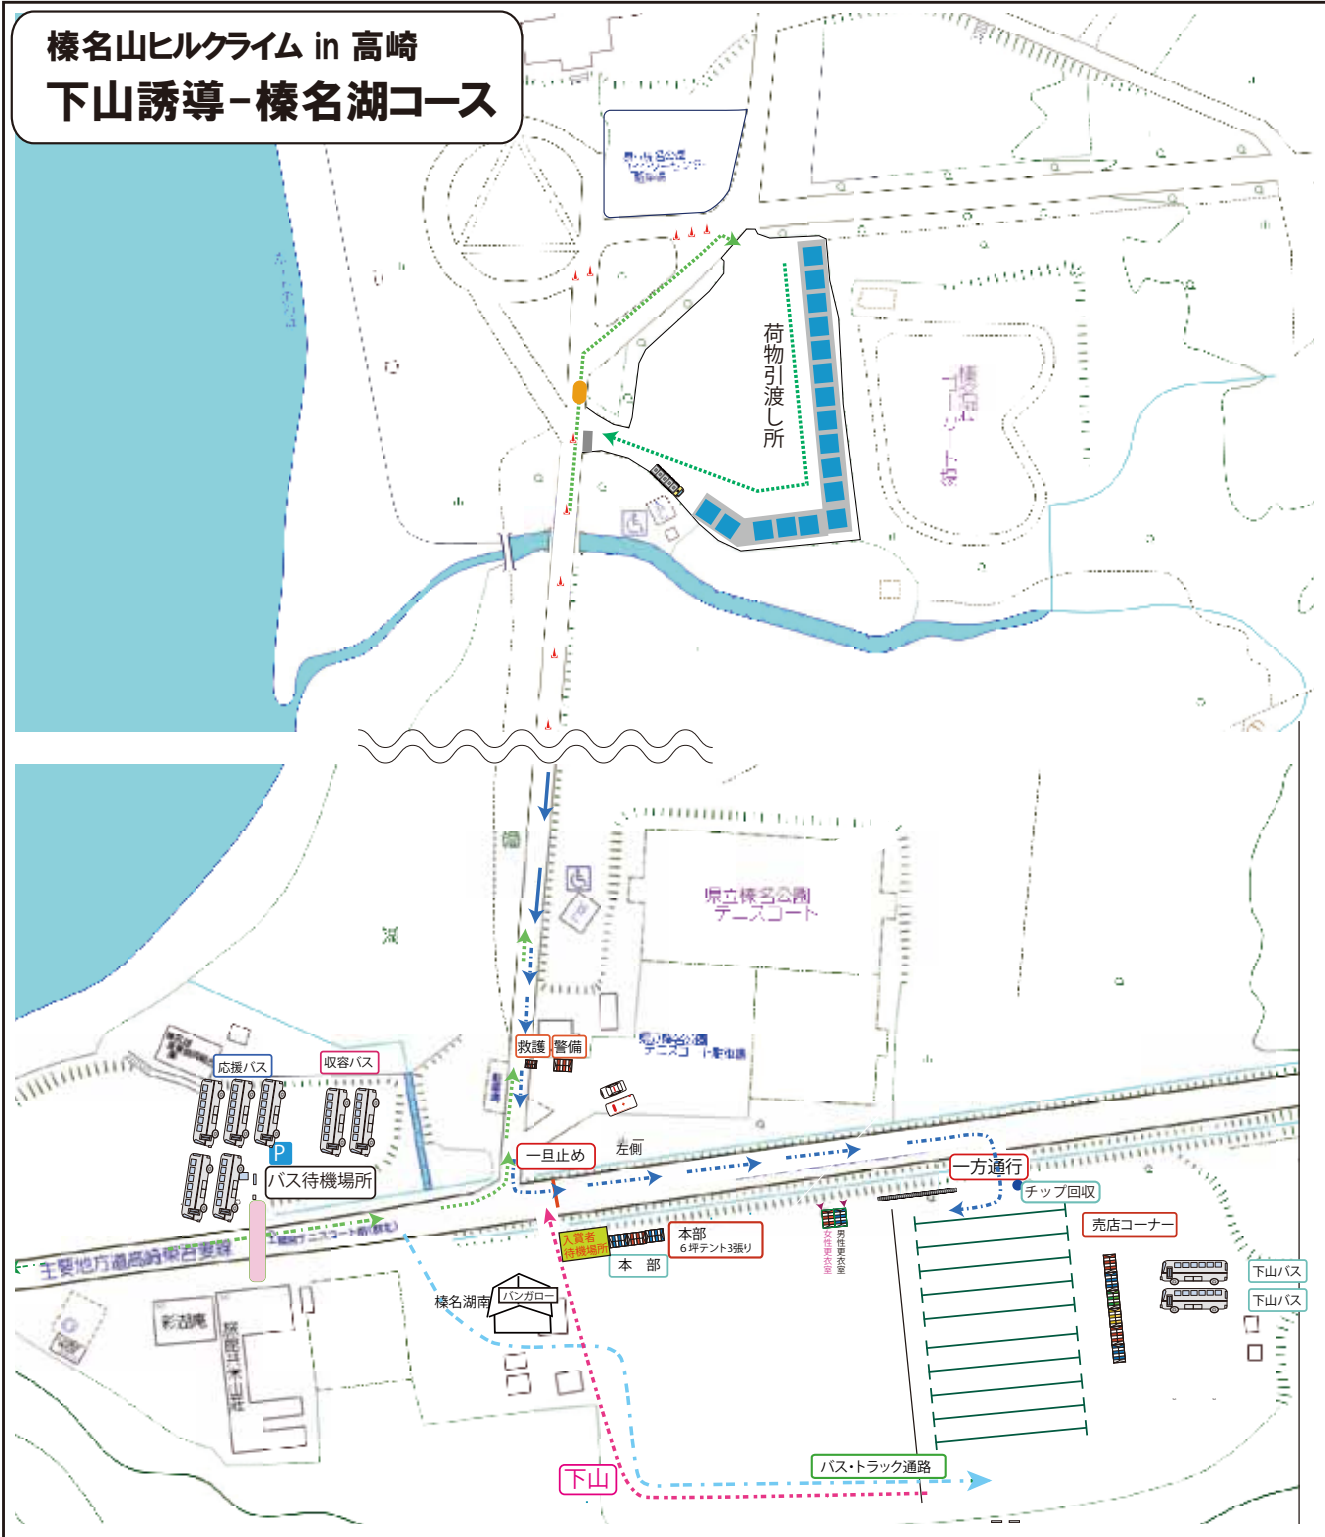 榛名山ヒルクライム in 高崎
下山誘導-榛名湖コース
荷物引渡し所
県立榛名公園
テニスコート
救護
警備
応援バス
収容バス
P
バス待機場所
一旦止め
左側
一方通行
チップ回収
売店コーナー
入賞者
待機場所
本部
6坪テント3張り
本 部
女性更衣室
男性更衣室
下山バス
下山バス
榛名湖南
バンガロー
彩湖庵
下山
バス・トラック通路